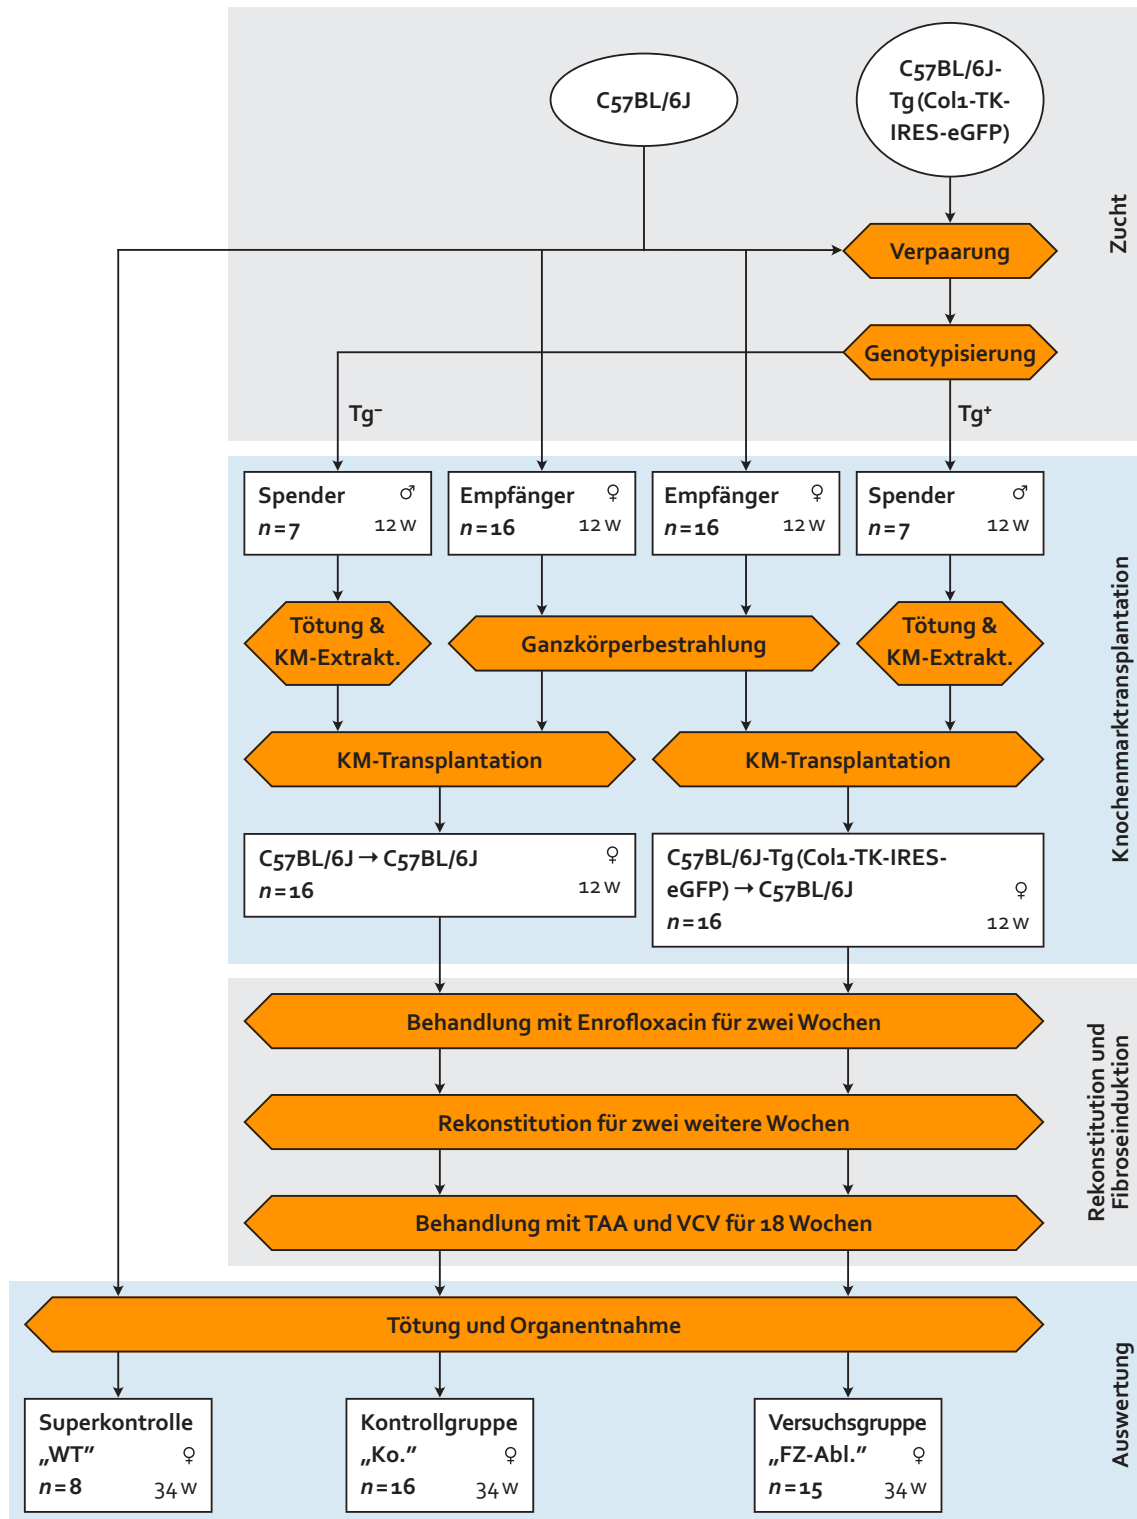 C57BL/6J
C57BL/6J-
Tg(Col1-TK-
IRES-eGFP)
Zucht
Verpaarung
Genotypisierung
Tg⁻
Tg⁺
Spender ♂
n=7 12 W
Empfänger ♀
n=16 12 W
Empfänger ♀
n=16 12 W
Spender ♂
n=7 12 W
Knochenmarktransplantation
Tötung &
KM-Extrakt.
Ganzkörperbestrahlung
Tötung &
KM-Extrakt.
KM-Transplantation
KM-Transplantation
C57BL/6J → C57BL/6J ♀
n=16 12 W
C57BL/6J-Tg(Col1-TK-IRES-
eGFP) → C57BL/6J ♀
n=16 12 W
Rekonstitution und
Fibroseinduktion
Behandlung mit Enrofloxacin für zwei Wochen
Rekonstitution für zwei weitere Wochen
Behandlung mit TAA und VCV für 18 Wochen
Auswertung
Tötung und Organentnahme
Superkontrolle
„WT” ♀
n=8 34 W
Kontrollgruppe
„Ko.” ♀
n=16 34 W
Versuchsgruppe
„FZ-Abl.” ♀
n=15 34 W